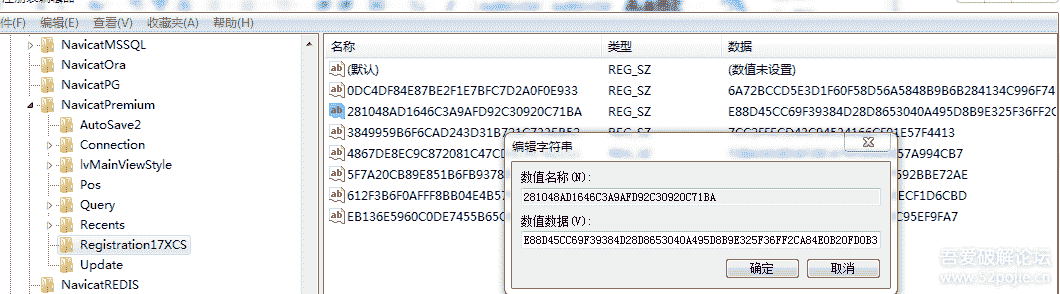 件(F) 编辑(E) 查看(V) 收藏夹(A) 帮助(H)
NavicatMSSQL
NavicatOra
NavicatPG
NavicatPremium
AutoSave2
Connection
lvMainViewStyle
Pos
Query
Recents
Registration17XCS
Update
NavicatREDIS
名称 类型 数据
(默认) REG_SZ (数值未设置)
0DC4DF84E87BE2F1E7BFC7D2A0F0E933 REG_SZ 6A72BCCD5E3D1F60F58D56A5848B9B6B284134C996F74
281048AD1646C3A9AFD92C30920C71BA REG_SZ E88D45CC69F39384D28D8653040A495D8B9E325F36FF2C
REG_SZ
4867DE8EC9C872081C47CD 57A994CB7
5F7A20CB89E851B6FB9378 592BBE72AE
612F3B6F0AFFF8BB04E4B57 ECF1D6CBD
EB136E5960C0DE7455B65C C95EF9FA7
编辑字符串
数值名称(N):
281048AD1646C3A9AFD92C30920C71BA
数值数据(V):
E88D45CC69F39384D28D8653040A495D8B9E325F36FF2CA84E0B20FD0B3
确定 取消
吾爱破解论坛
www.52pojie.cn